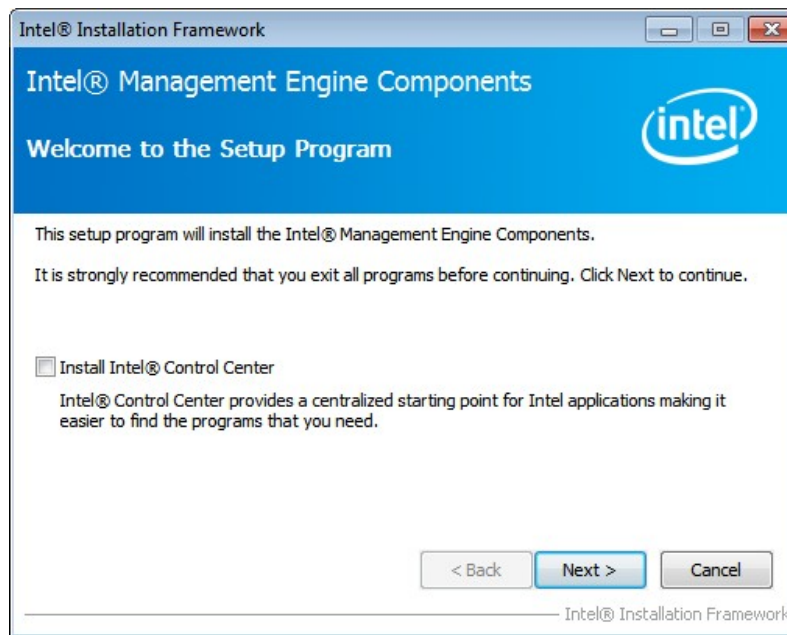 Intel® Installation Framework
Intel® Management Engine Components
Welcome to the Setup Program
intel®
This setup program will install the Intel® Management Engine Components.
It is strongly recommended that you exit all programs before continuing. Click Next to continue.
Install Intel® Control Center
Intel® Control Center provides a centralized starting point for Intel applications making it
easier to find the programs that you need.
< Back Next > Cancel
Intel® Installation Framework